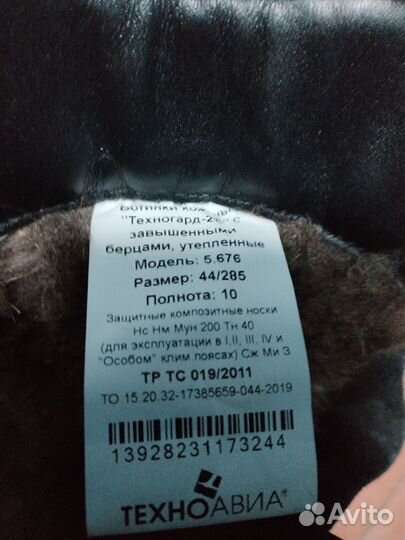 Ботинки
"Техногард-2" с
завышенными
берцами, утепленные
Модель: 5.676
Размер: 44/285
Полнота: 10
Защитные композитные носки
Нс Нм Мун 200 Тн 40
(для эксплуатации в I,II, III, IV и
"Особом" клим.поясах) Сж Ми З
ТР ТС 019/2011
ТО 15.20.32-17385659-044-2019
13928231173244
ТЕХНОАВИА®
Avito